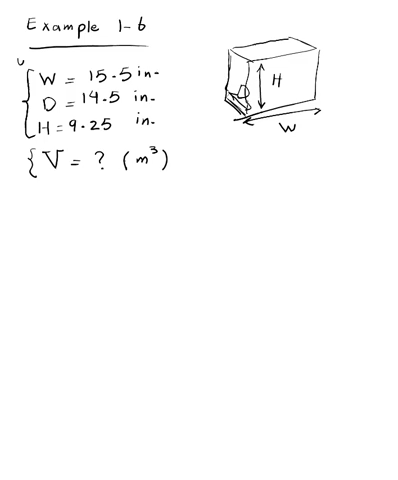 Example 1-6
W = 15.5 in.
D = 14.5 in.
H = 9.25 in.
V = ? (m³)
H
D
W